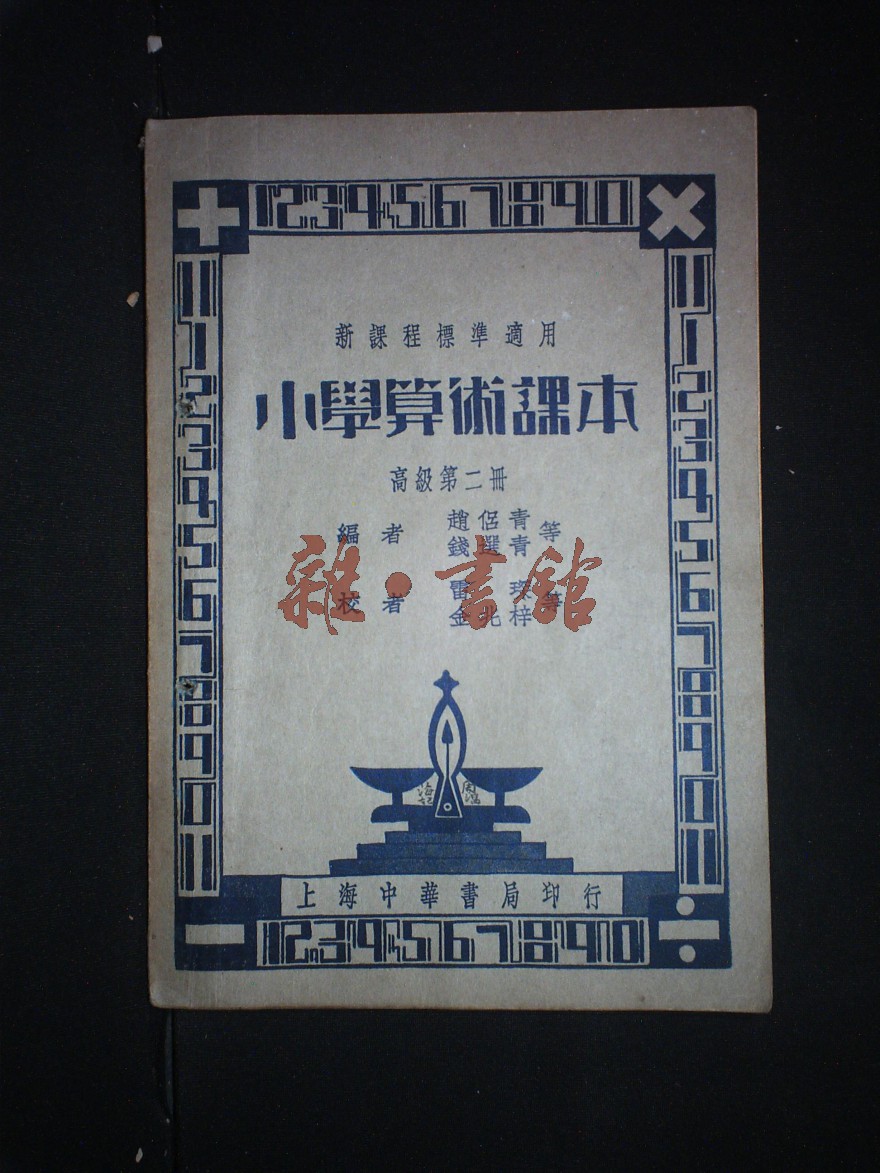 1234567890
新課程標準適用
小學算術課本
高級第二冊
編者 趙侶青 錢選青 等
校者 雷琛 金兆梓 等
雜·書館
上海中華書局印行
1234567890
1234567890
1234567890